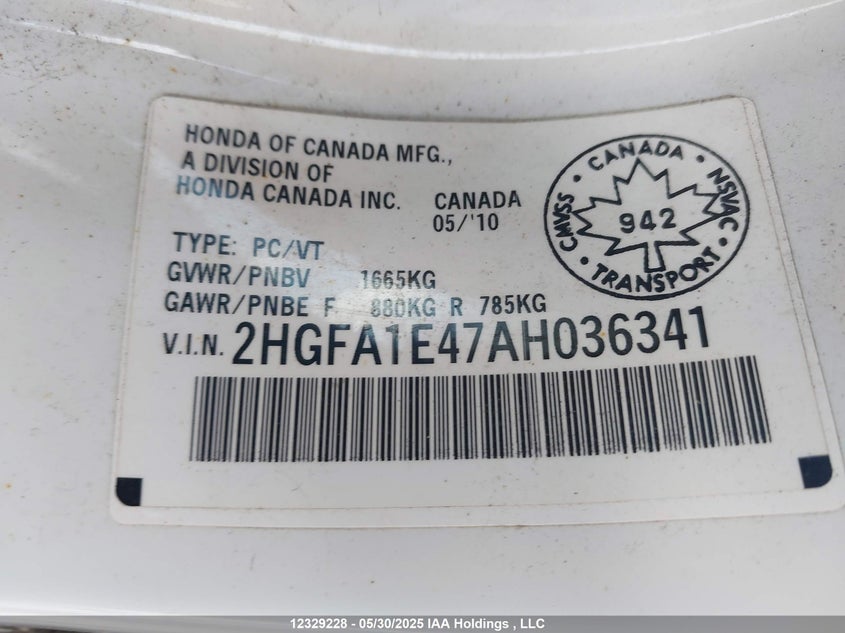 HONDA OF CANADA MFG.,
A DIVISION OF
HONDA CANADA INC. CANADA
05/'10
TYPE: PC/VT
GVWR/PNBV 1665KG
GAWR/PNBE F 880KG R 785KG
V.I.N. 2HGFA1E47AH036341
CANADA
CMVSS 942 NSVAC
TRANSPORT
12329228 - 05/30/2025 IAA Holdings , LLC